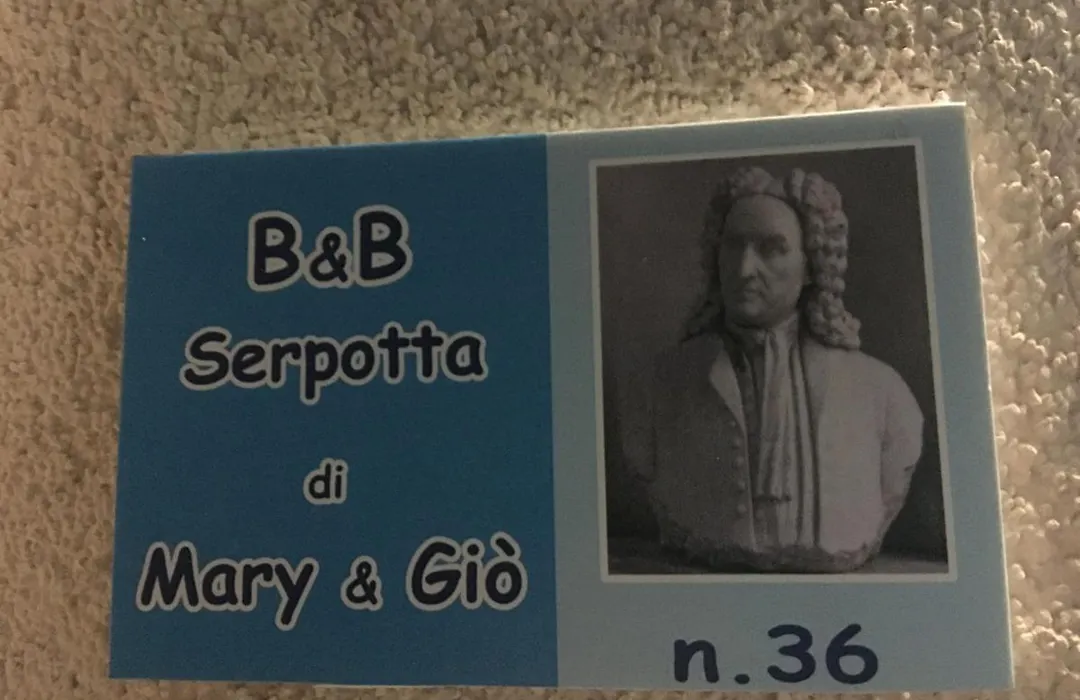 B&B
Serpotta
di
Mary & Giò
n.36